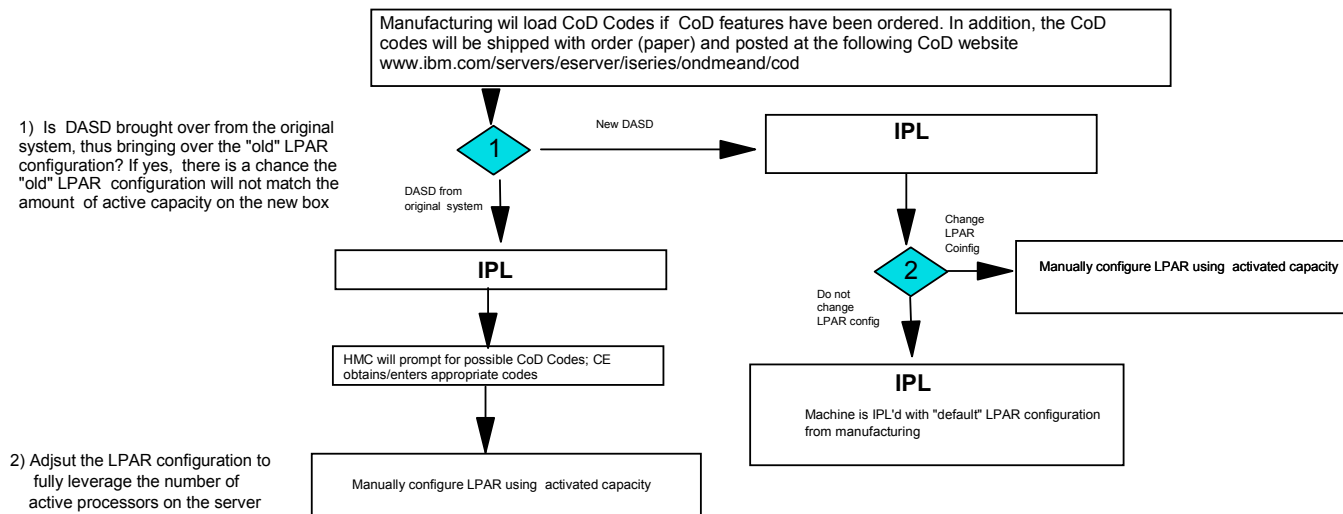 Manufacturing wil load CoD Codes if CoD features have been ordered. In addition, the CoD
codes will be shipped with order (paper) and posted at the following CoD website
www.ibm.com/servers/eserver/iseries/ondmeand/cod
1) Is DASD brought over from the original
system, thus bringing over the "old" LPAR
configuration? If yes, there is a chance the
"old" LPAR configuration will not match the
amount of active capacity on the new box
1
New DASD
IPL
DASD from
original system
IPL
Change
LPAR
Coinfig
2
Manually configure LPAR using activated capacity
Do not
change
LPAR config
HMC will prompt for possible CoD Codes; CE
obtains/enters appropriate codes
IPL
Machine is IPL'd with "default" LPAR configuration
from manufacturing
2) Adjsut the LPAR configuration to
fully leverage the number of
active processors on the server
Manually configure LPAR using activated capacity